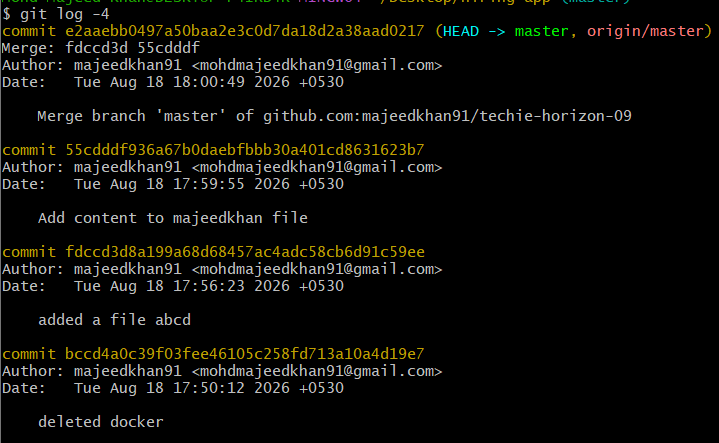 $ git log -4
commit e2aaebb0497a50baa2e3c0d7da18d2a38aad0217 (HEAD -> master, origin/master)
Merge: fdccd3d 55cdddf
Author: majeedkhan91 <mohdmajeedkhan91@gmail.com>
Date:   Tue Aug 18 18:00:49 2026 +0530
Merge branch 'master' of github.com:majeedkhan91/techie-horizon-09
commit 55cdddf936a67b0daebfbbb30a401cd8631623b7
Author: majeedkhan91 <mohdmajeedkhan91@gmail.com>
Date:   Tue Aug 18 17:59:55 2026 +0530
Add content to majeedkhan file
commit fdccd3d8a199a68d68457ac4adc58cb6d91c59ee
Author: majeedkhan91 <mohdmajeedkhan91@gmail.com>
Date:   Tue Aug 18 17:56:23 2026 +0530
added a file abcd
commit bccd4a0c39f03fee46105c258fd713a10a4d19e7
Author: majeedkhan91 <mohdmajeedkhan91@gmail.com>
Date:   Tue Aug 18 17:50:12 2026 +0530
deleted docker